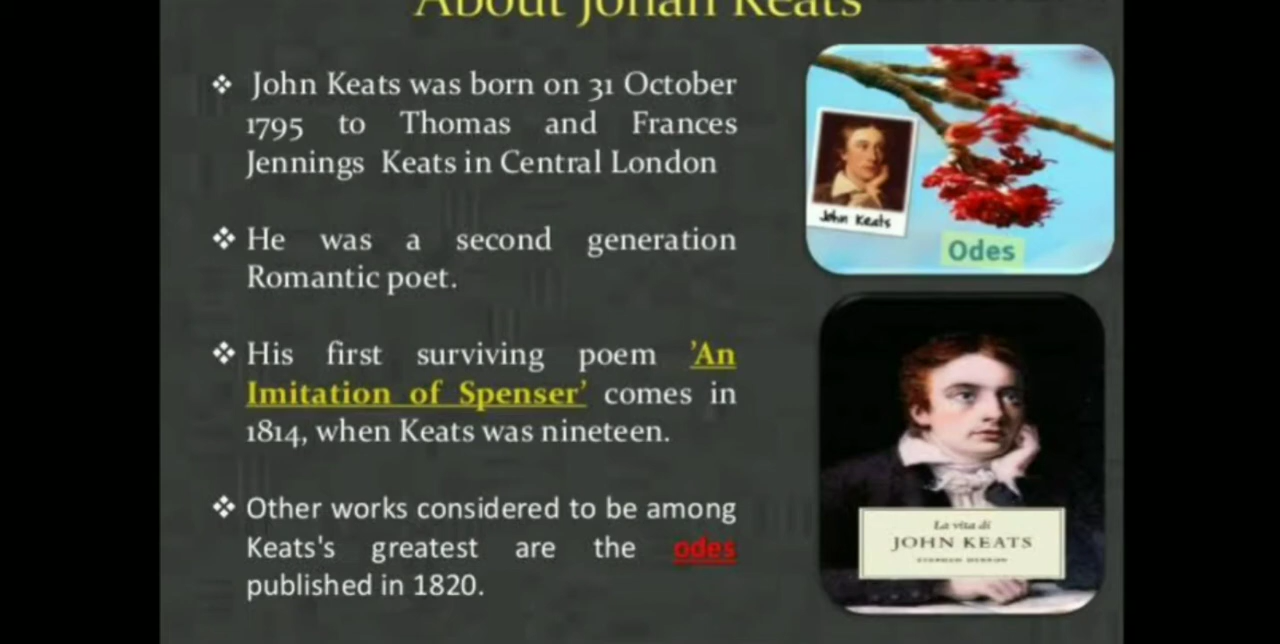 About Johan Keats
❖ John Keats was born on 31 October
1795 to Thomas and Frances
Jennings Keats in Central London
❖ He was a second generation
Romantic poet.
❖ His first surviving poem ’An
Imitation of Spenser’ comes in
1814, when Keats was nineteen.
❖ Other works considered to be among
Keats's greatest are the odes
published in 1820.
John Keats
Odes
La vita di
JOHN KEATS